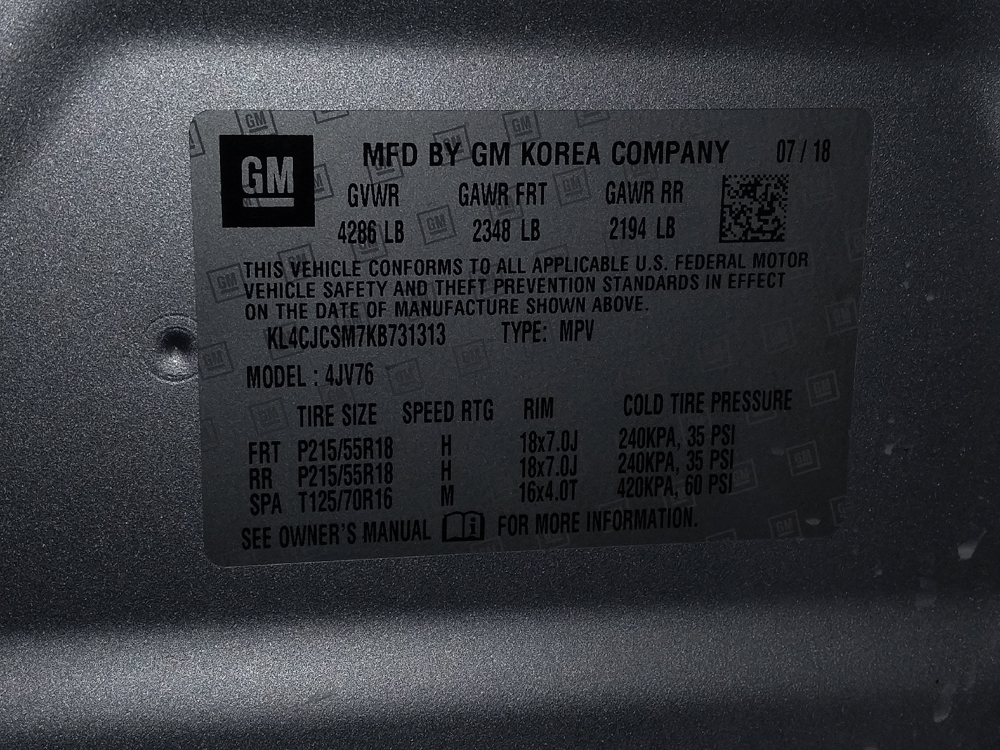 GM
MFD BY GM KOREA COMPANY 07 / 18
GVWR GAWR FRT GAWR RR
4286 LB 2348 LB 2194 LB
THIS VEHICLE CONFORMS TO ALL APPLICABLE U.S. FEDERAL MOTOR
VEHICLE SAFETY AND THEFT PREVENTION STANDARDS IN EFFECT
ON THE DATE OF MANUFACTURE SHOWN ABOVE.
KL4CJCSM7KB731313 TYPE: MPV
MODEL : 4JV76
TIRE SIZE SPEED RTG RIM COLD TIRE PRESSURE
FRT P215/55R18 H 18x7.0J 240KPA, 35 PSI
RR P215/55R18 H 18x7.0J 240KPA, 35 PSI
SPA T125/70R16 M 16x4.0T 420KPA, 60 PSI
SEE OWNER'S MANUAL i FOR MORE INFORMATION.